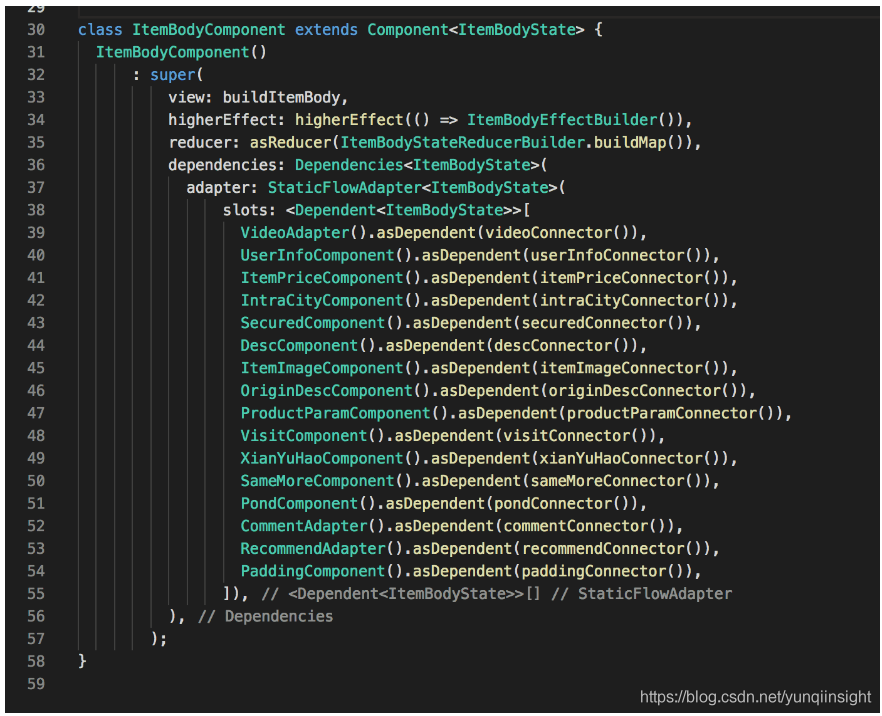 29
30 class ItemBodyComponent extends Component<ItemBodyState> {
31 ItemBodyComponent()
32 : super(
33 view: buildItemBody,
34 higherEffect: higherEffect(() => ItemBodyEffectBuilder()),
35 reducer: asReducer(ItemBodyStateReducerBuilder.buildMap()),
36 dependencies: Dependencies<ItemBodyState>(
37 adapter: StaticFlowAdapter<ItemBodyState>(
38 slots: <Dependent<ItemBodyState>>[
39 VideoAdapter().asDependent(videoConnector()),
40 UserInfoComponent().asDependent(userInfoConnector()),
41 ItemPriceComponent().asDependent(itemPriceConnector()),
42 IntraCityComponent().asDependent(intraCityConnector()),
43 SecuredComponent().asDependent(securedConnector()),
44 DescComponent().asDependent(descConnector()),
45 ItemImageComponent().asDependent(itemImageConnector()),
46 OriginDescComponent().asDependent(originDescConnector()),
47 ProductParamComponent().asDependent(productParamConnector()),
48 VisitComponent().asDependent(visitConnector()),
49 XianYuHaoComponent().asDependent(xianYuHaoConnector()),
50 SameMoreComponent().asDependent(sameMoreConnector()),
51 PondComponent().asDependent(pondConnector()),
52 CommentAdapter().asDependent(commentConnector()),
53 RecommendAdapter().asDependent(recommendConnector()),
54 PaddingComponent().asDependent(paddingConnector()),
55 ]), // <Dependent<ItemBodyState>>[] // StaticFlowAdapter
56 ), // Dependencies
57 );
58 }
59
https://blog.csdn.net/yunqiinsight